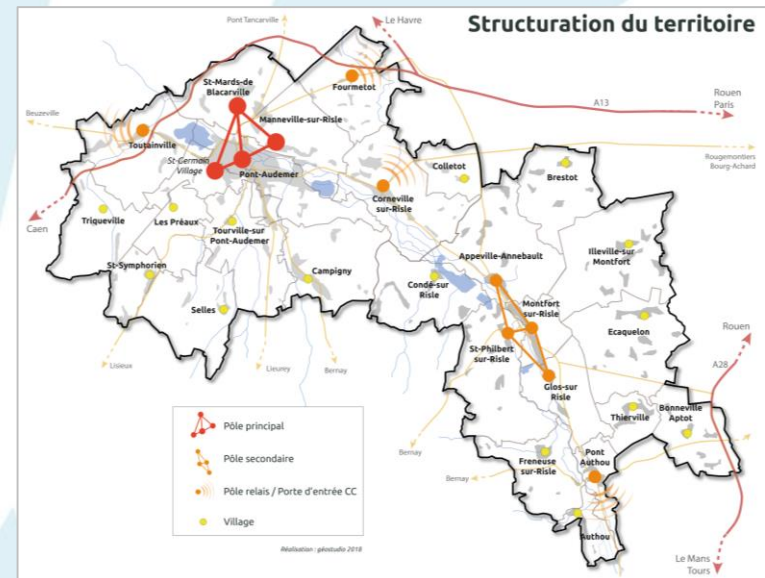 Structuration du territoire
Pont Tancarville
Le Havre
St-Mards-de
Blacarville
Fourmetot
A13
Rouen
Paris
Beuzeville
Manneville-sur-Risle
Toutainville
St-Germain
Village
Pont-Audemer
Colletot
Brestot
Rougemontiers
Bourg-Achard
Corneville
sur-Risle
Caen
Triqueville
Les Préaux
Tourville-sur
Pont-Audemer
Appeville-Annebault
Illeville-sur
Montfort
St-Symphorien
Campigny
Condé-sur
Risle
Montfort
sur-Risle
Selles
Ecaquelon
Rouen
St-Philbert
sur-Risle
A28
Lisieux
Lieurey
Bernay
Glos-sur
Risle
Thierville
Bonneville
Aptot
Pôle principal
Pôle secondaire
Pôle relais / Porte d'entrée CC
Village
Bernay
Freneuse
sur-Risle
Pont
Authou
Bernay
Authou
Réalisation : géostudio 2018
Le Mans
Tours